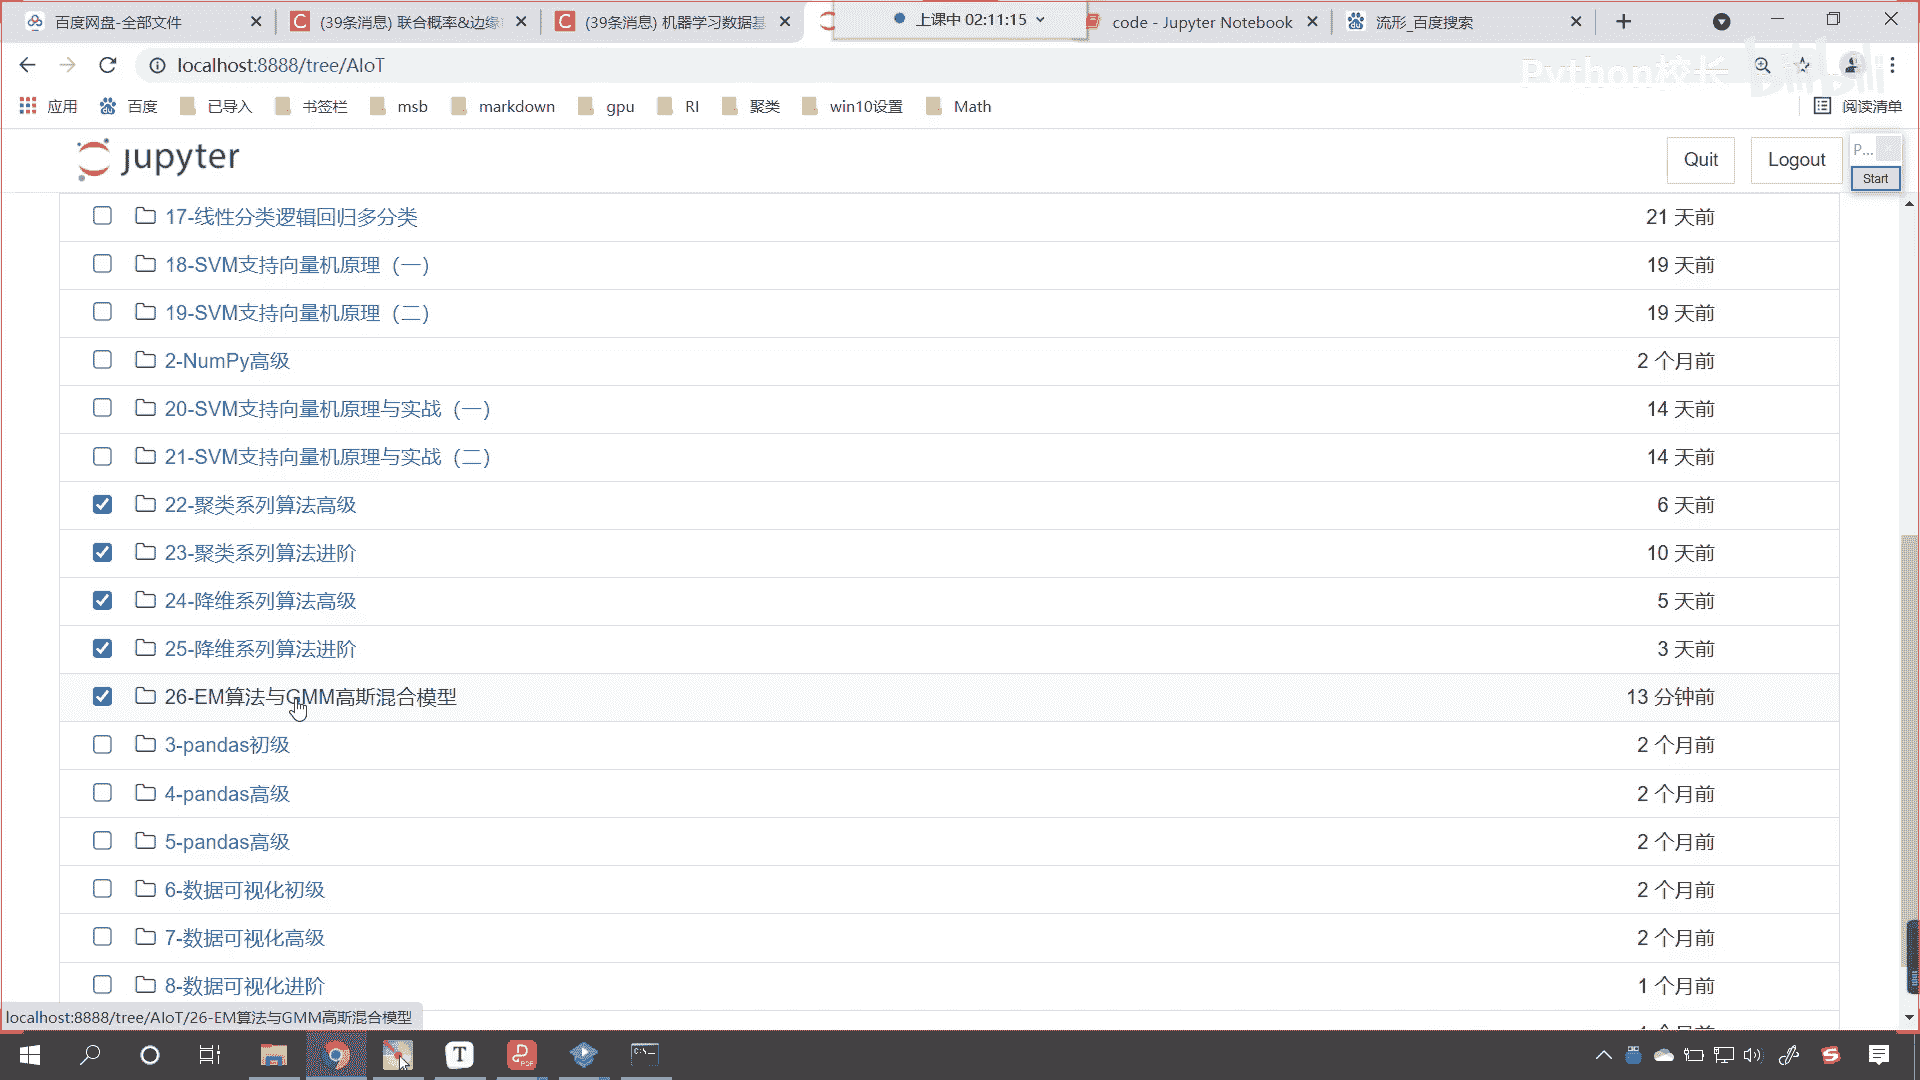 百度网盘-全部文件
(39条消息) 联合概率&边缘
(39条消息) 机器学习数据基
上课中 02:11:15
code - Jupyter Notebook
流形_百度搜索
localhost:8888/tree/AIoT
Python校长
bilibili
应用
百度
已导入
书签栏
msb
markdown
gpu
RI
聚类
win10设置
Math
阅读清单
jupyter
Quit
Logout
P...
Start
17-线性分类逻辑回归多分类 21 天前
18-SVM支持向量机原理（一） 19 天前
19-SVM支持向量机原理（二） 19 天前
2-NumPy高级 2 个月前
20-SVM支持向量机原理与实战（一） 14 天前
21-SVM支持向量机原理与实战（二） 14 天前
22-聚类系列算法高级 6 天前
23-聚类系列算法进阶 10 天前
24-降维系列算法高级 5 天前
25-降维系列算法进阶 3 天前
26-EM算法与GMM高斯混合模型 13 分钟前
3-pandas初级 2 个月前
4-pandas高级 2 个月前
5-pandas高级 2 个月前
6-数据可视化初级 2 个月前
7-数据可视化高级 2 个月前
8-数据可视化进阶 1 个月前
localhost:8888/tree/AIoT/26-EM算法与GMM高斯混合模型